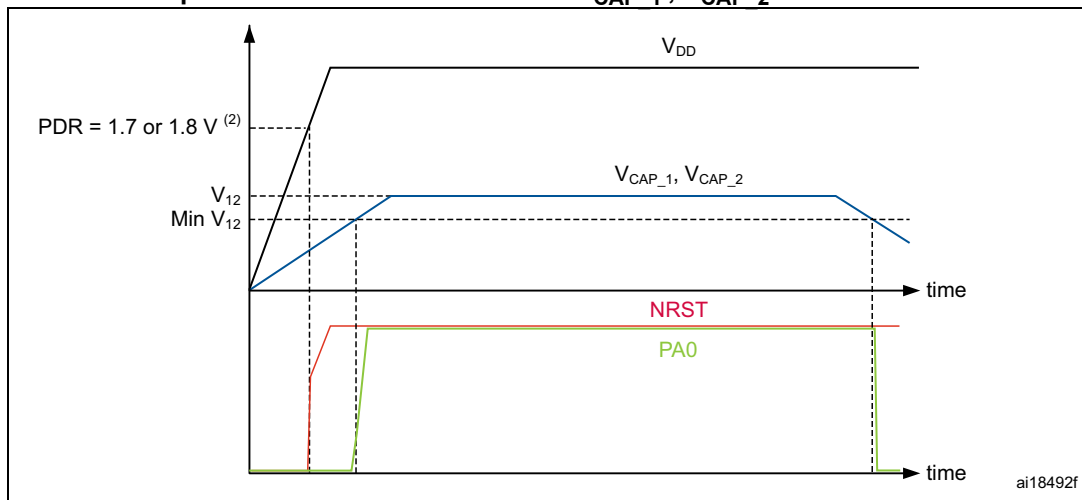 V_DD
PDR = 1.7 or 1.8 V (2)
V_CAP_1, V_CAP_2
V_12
Min V_12
time
NRST
PA0
time
ai18492f